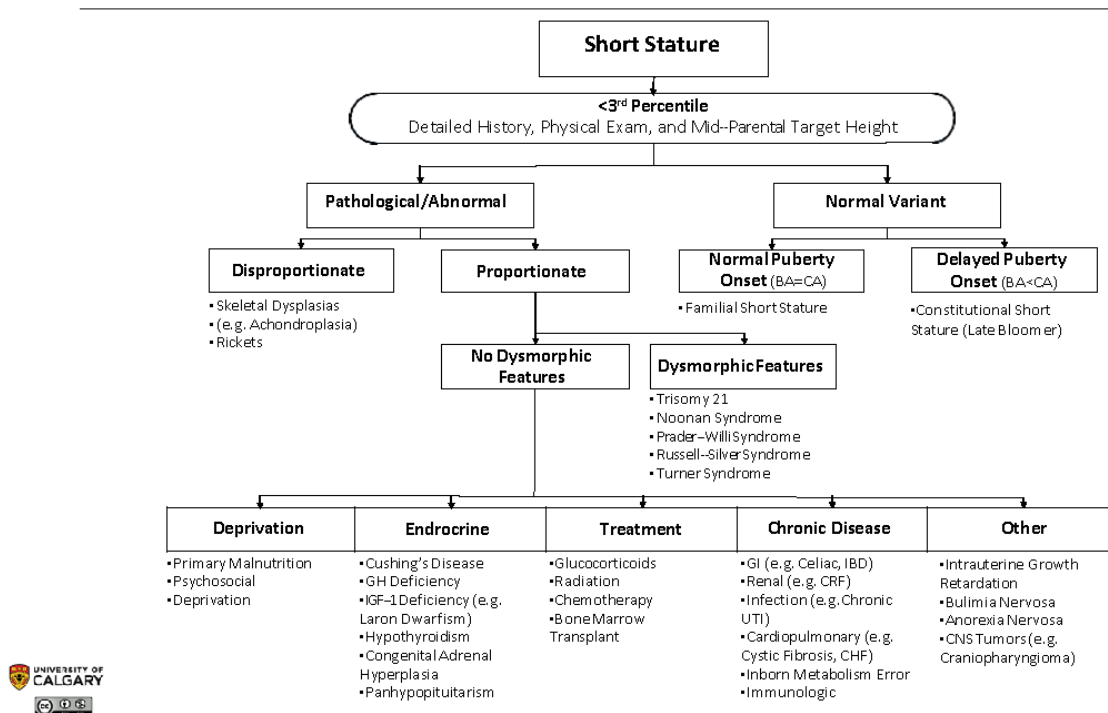 Short Stature
<3rd Percentile
Detailed History, Physical Exam, and Mid--Parental Target Height
Pathological/Abnormal
Normal Variant
Disproportionate
Proportionate
Normal Puberty
Onset (BA=CA)
Delayed Puberty
Onset (BA<CA)
▪Skeletal Dysplasias
▪(e.g. Achondroplasia)
▪Rickets
▪Familial Short Stature
▪Constitutional Short
Stature (Late Bloomer)
No Dysmorphic
Features
Dysmorphic Features
▪Trisomy 21
▪Noonan Syndrome
▪Prader–Willi Syndrome
▪Russell--Silver Syndrome
▪Turner Syndrome
Deprivation
▪Primary Malnutrition
▪Psychosocial
▪Deprivation
Endrocrine
▪Cushing's Disease
▪GH Deficiency
▪IGF–1 Deficiency (e.g.
Laron Dwarfism)
▪Hypothyroidism
▪Congenital Adrenal
Hyperplasia
▪Panhypopituitarism
Treatment
▪Glucocorticoids
▪Radiation
▪Chemotherapy
▪Bone Marrow
Transplant
Chronic Disease
▪GI (e.g. Celiac, IBD)
▪Renal (e.g. CRF)
▪Infection (e.g. Chronic
UTI)
▪Cardiopulmonary (e.g.
Cystic Fibrosis, CHF)
▪Inborn Metabolism Error
▪Immunologic
Other
▪Intrauterine Growth
Retardation
▪Bulimia Nervosa
▪Anorexia Nervosa
▪CNS Tumors (e.g.
Craniopharyngioma)
UNIVERSITY OF
CALGARY
cc